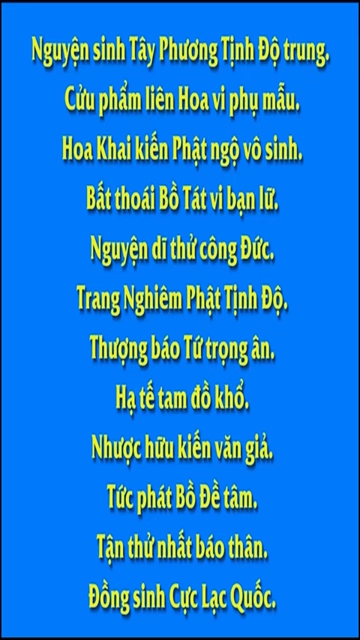 Nguyện sinh Tây Phương Tịnh Độ trung.
Cửu phẩm liên Hoa vi phụ mẫu.
Hoa Khai kiến Phật ngộ vô sinh.
Bất thoái Bồ Tát vi bạn lữ.
Nguyện dĩ thử công Đức.
Trang Nghiêm Phật Tịnh Độ.
Thượng báo Tứ trọng ân.
Hạ tế tam đồ khổ.
Nhược hữu kiến văn giả.
Tức phát Bồ Đề tâm.
Tận thử nhất báo thân.
Đồng sinh Cực Lạc Quốc.